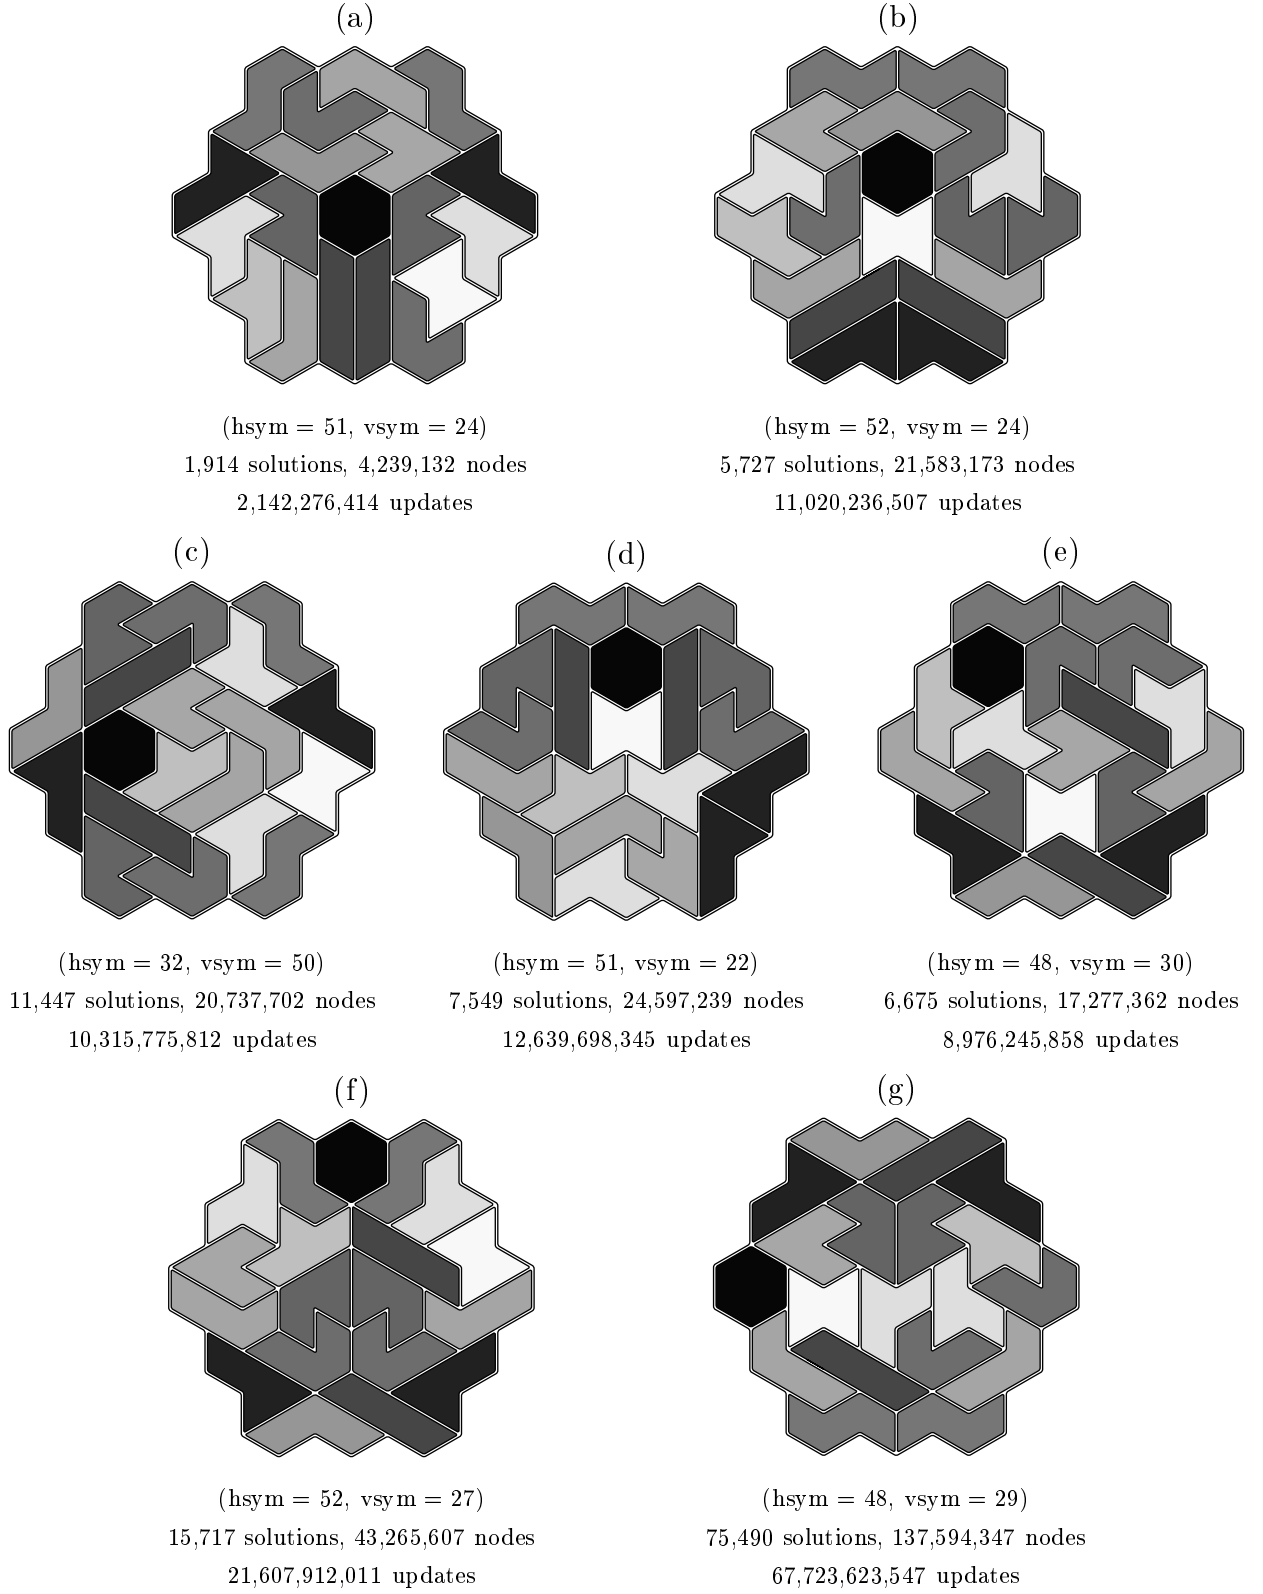 (a)
(b)
(hsym = 51, vsym = 24)
1,914 solutions, 4,239,132 nodes
2,142,276,414 updates
(hsym = 52, vsym = 24)
5,727 solutions, 21,583,173 nodes
11,020,236,507 updates
(c)
(d)
(e)
(hsym = 32, vsym = 50)
11,447 solutions, 20,737,702 nodes
10,315,775,812 updates
(hsym = 51, vsym = 22)
7,549 solutions, 24,597,239 nodes
12,639,698,345 updates
(hsym = 48, vsym = 30)
6,675 solutions, 17,277,362 nodes
8,976,245,858 updates
(f)
(g)
(hsym = 52, vsym = 27)
15,717 solutions, 43,265,607 nodes
21,607,912,011 updates
(hsym = 48, vsym = 29)
75,490 solutions, 137,594,347 nodes
67,723,623,547 updates